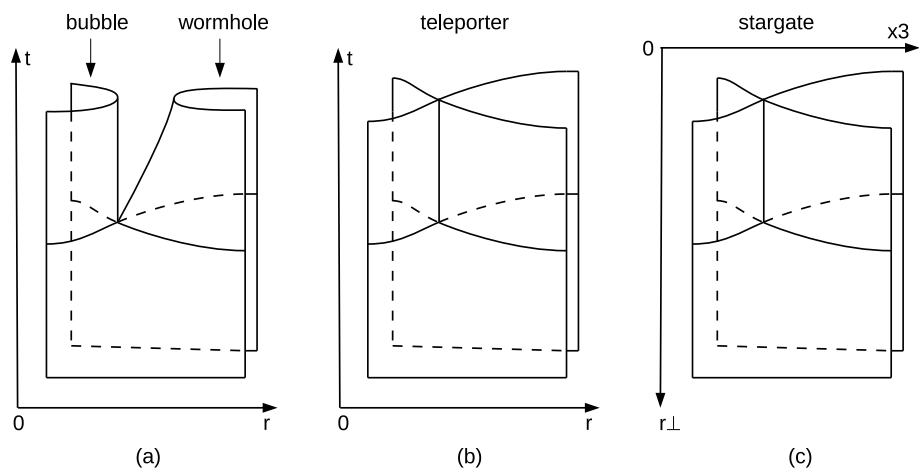 bubble wormhole teleporter stargate
t t 0 x3
0 r 0 r r⊥
(a) (b) (c)